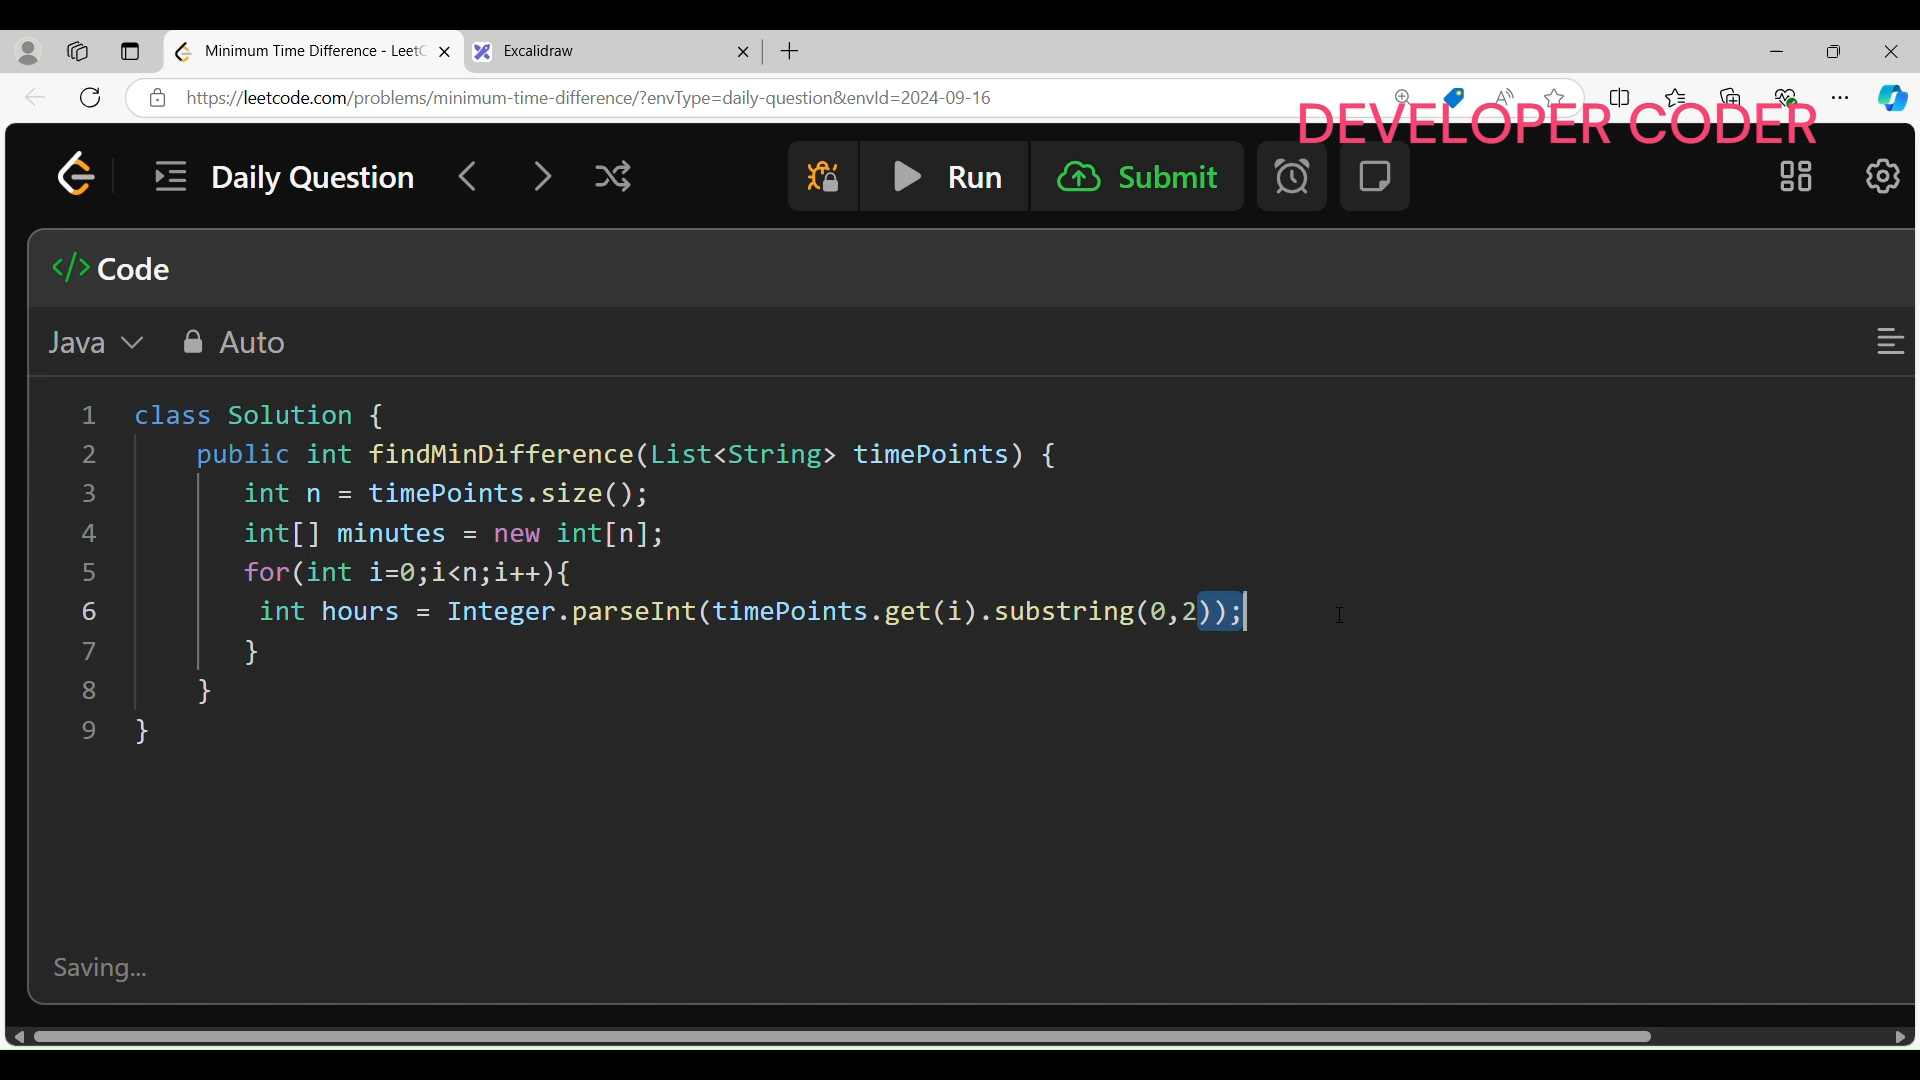 Minimum Time Difference - Leet
Excalidraw
https://leetcode.com/problems/minimum-time-difference/?envType=daily-question&envId=2024-09-16
DEVELOPER CODER
Daily Question
Run
Submit
</> Code
Java
Auto
1 class Solution {
2 public int findMinDifference(List<String> timePoints) {
3 int n = timePoints.size();
4 int[] minutes = new int[n];
5 for(int i=0;i<n;i++){
6 int hours = Integer.parseInt(timePoints.get(i).substring(0,2));
7 }
8 }
9 }
Saving...